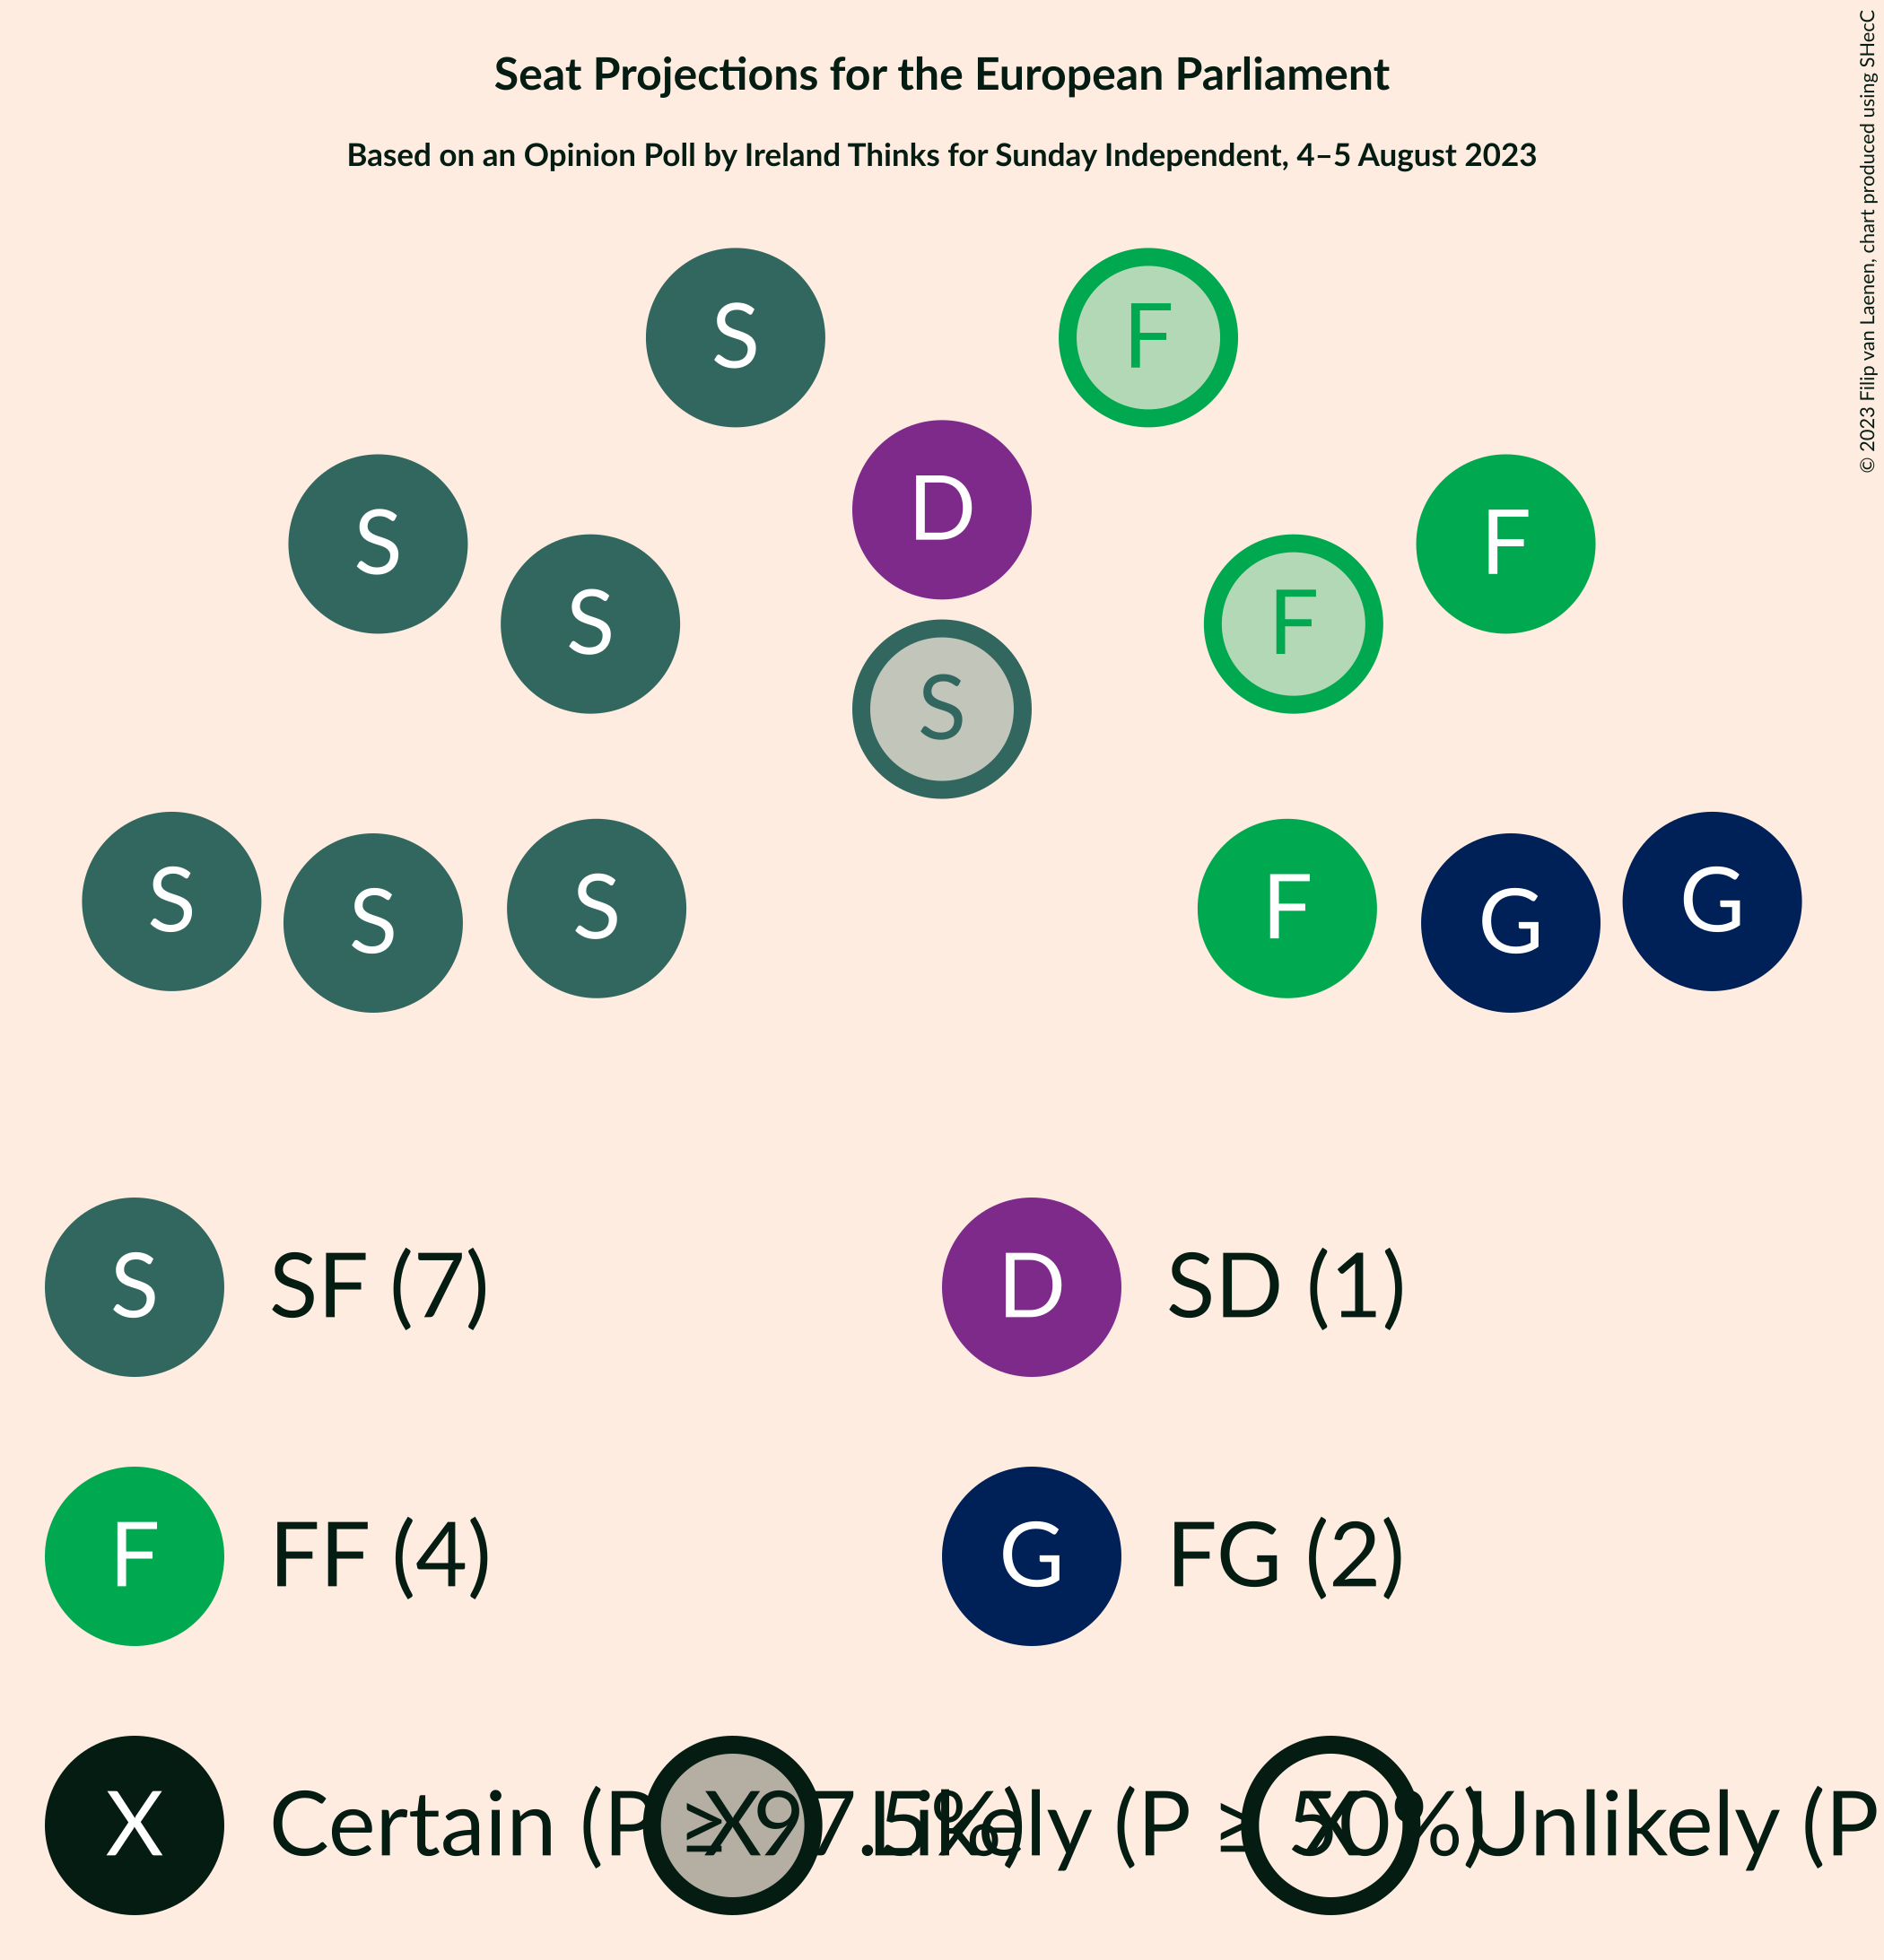 Seat Projections for the European Parliament
Based on an Opinion Poll by Ireland Thinks for Sunday Independent, 4–5 August 2023
© 2023 Filip van Laenen, chart produced using SHecC
S
F
D
S
F
S
F
S
S
S
S
F
G
G
S SF (7)
D SD (1)
F FF (4)
G FG (2)
X Certain (P ≥ 97.5%) X Likely (P ≥ 50%) X Unlikely (P